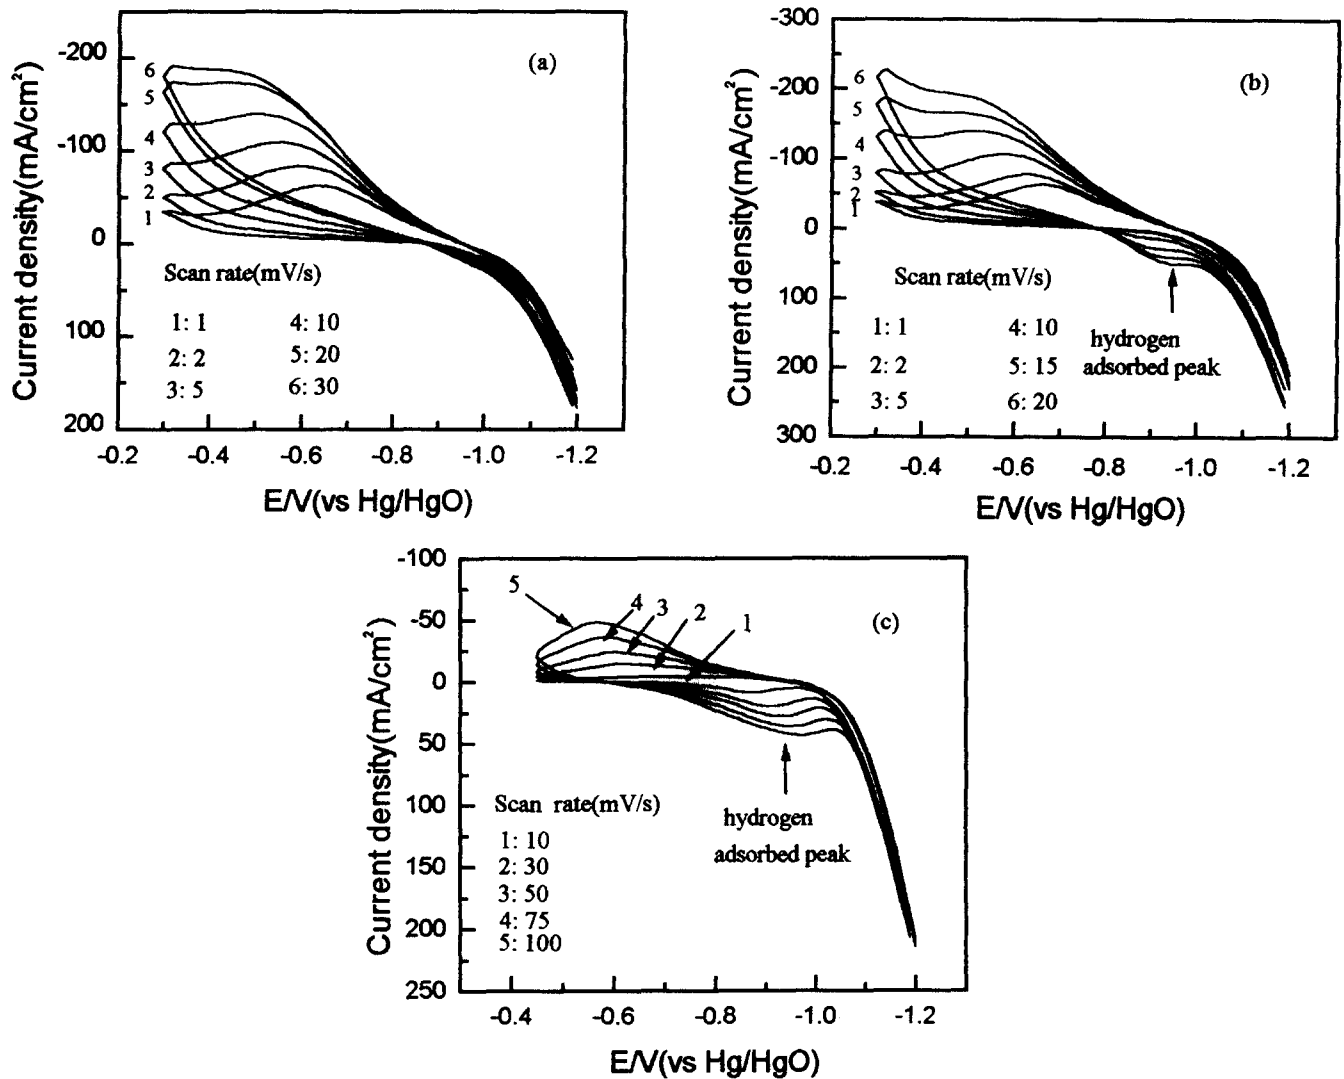 -200
-100
0
100
200
Current density(mA/cm²)
(a)
6
5
4
3
2
1
Scan rate(mV/s)
1: 1 4: 10
2: 2 5: 20
3: 5 6: 30
-0.2 -0.4 -0.6 -0.8 -1.0 -1.2
E/V(vs Hg/HgO)
-300
-200
-100
0
100
200
300
Current density(mA/cm²)
(b)
6
5
4
3
2
1
Scan rate(mV/s)
1: 1 4: 10
2: 2 5: 15
3: 5 6: 20
hydrogen
adsorbed peak
-0.2 -0.4 -0.6 -0.8 -1.0 -1.2
E/V(vs Hg/HgO)
-100
-50
0
50
100
150
200
250
Current density(mA/cm²)
(c)
5 4 3 2 1
Scan rate(mV/s)
1: 10
2: 30
3: 50
4: 75
5: 100
hydrogen
adsorbed peak
-0.4 -0.6 -0.8 -1.0 -1.2
E/V(vs Hg/HgO)